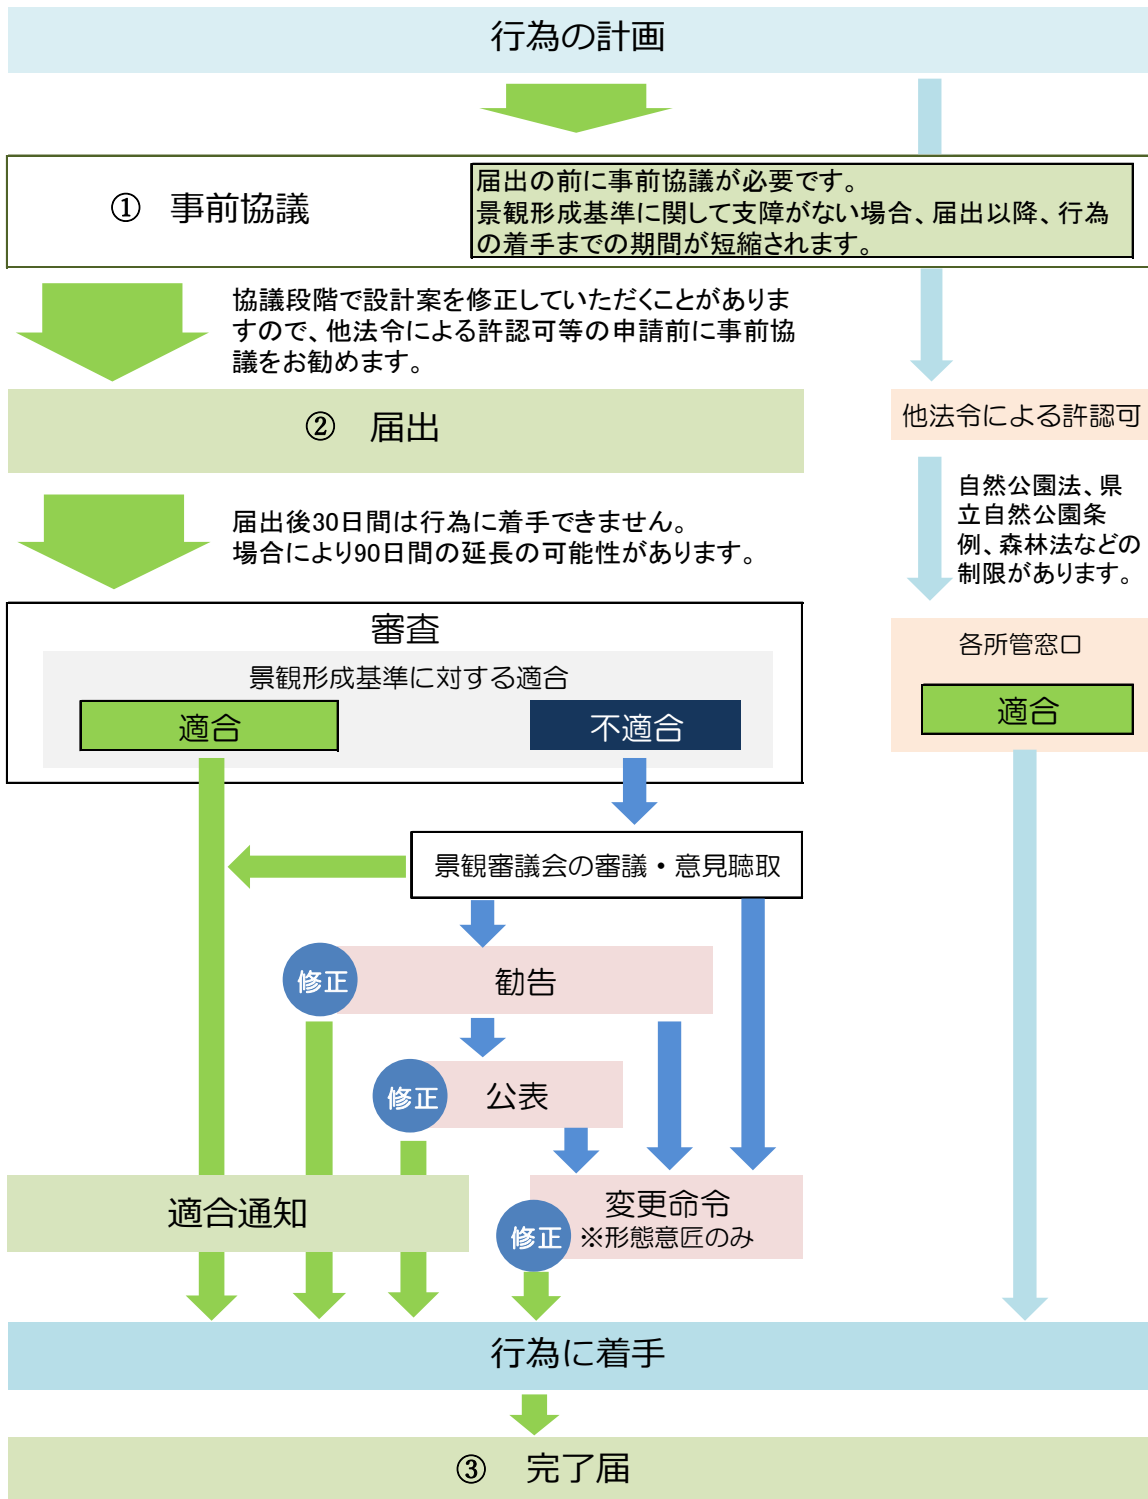 行為の計画
① 事前協議
届出の前に事前協議が必要です。
景観形成基準に関して支障がない場合、届出以降、行為
の着手までの期間が短縮されます。
協議段階で設計案を修正していただくことがありま
すので、他法令による許認可等の申請前に事前協
議をお勧めます。
② 届出
他法令による許認可
届出後30日間は行為に着手できません。
場合により90日間の延長の可能性があります。
自然公園法、県
立自然公園条
例、森林法などの
制限があります。
審査
景観形成基準に対する適合
適合
不適合
各所管窓口
適合
景観審議会の審議・意見聴取
修正
勧告
修正
公表
適合通知
変更命令
修正
※形態意匠のみ
行為に着手
③ 完了届